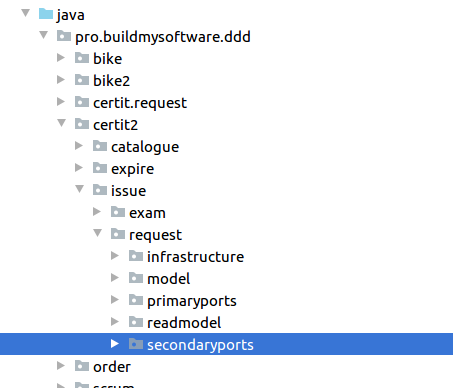 java
pro.buildmysoftware.ddd
bike
bike2
certit.request
certit2
catalogue
expire
issue
exam
request
infrastructure
model
primaryports
readmodel
secondaryports
order